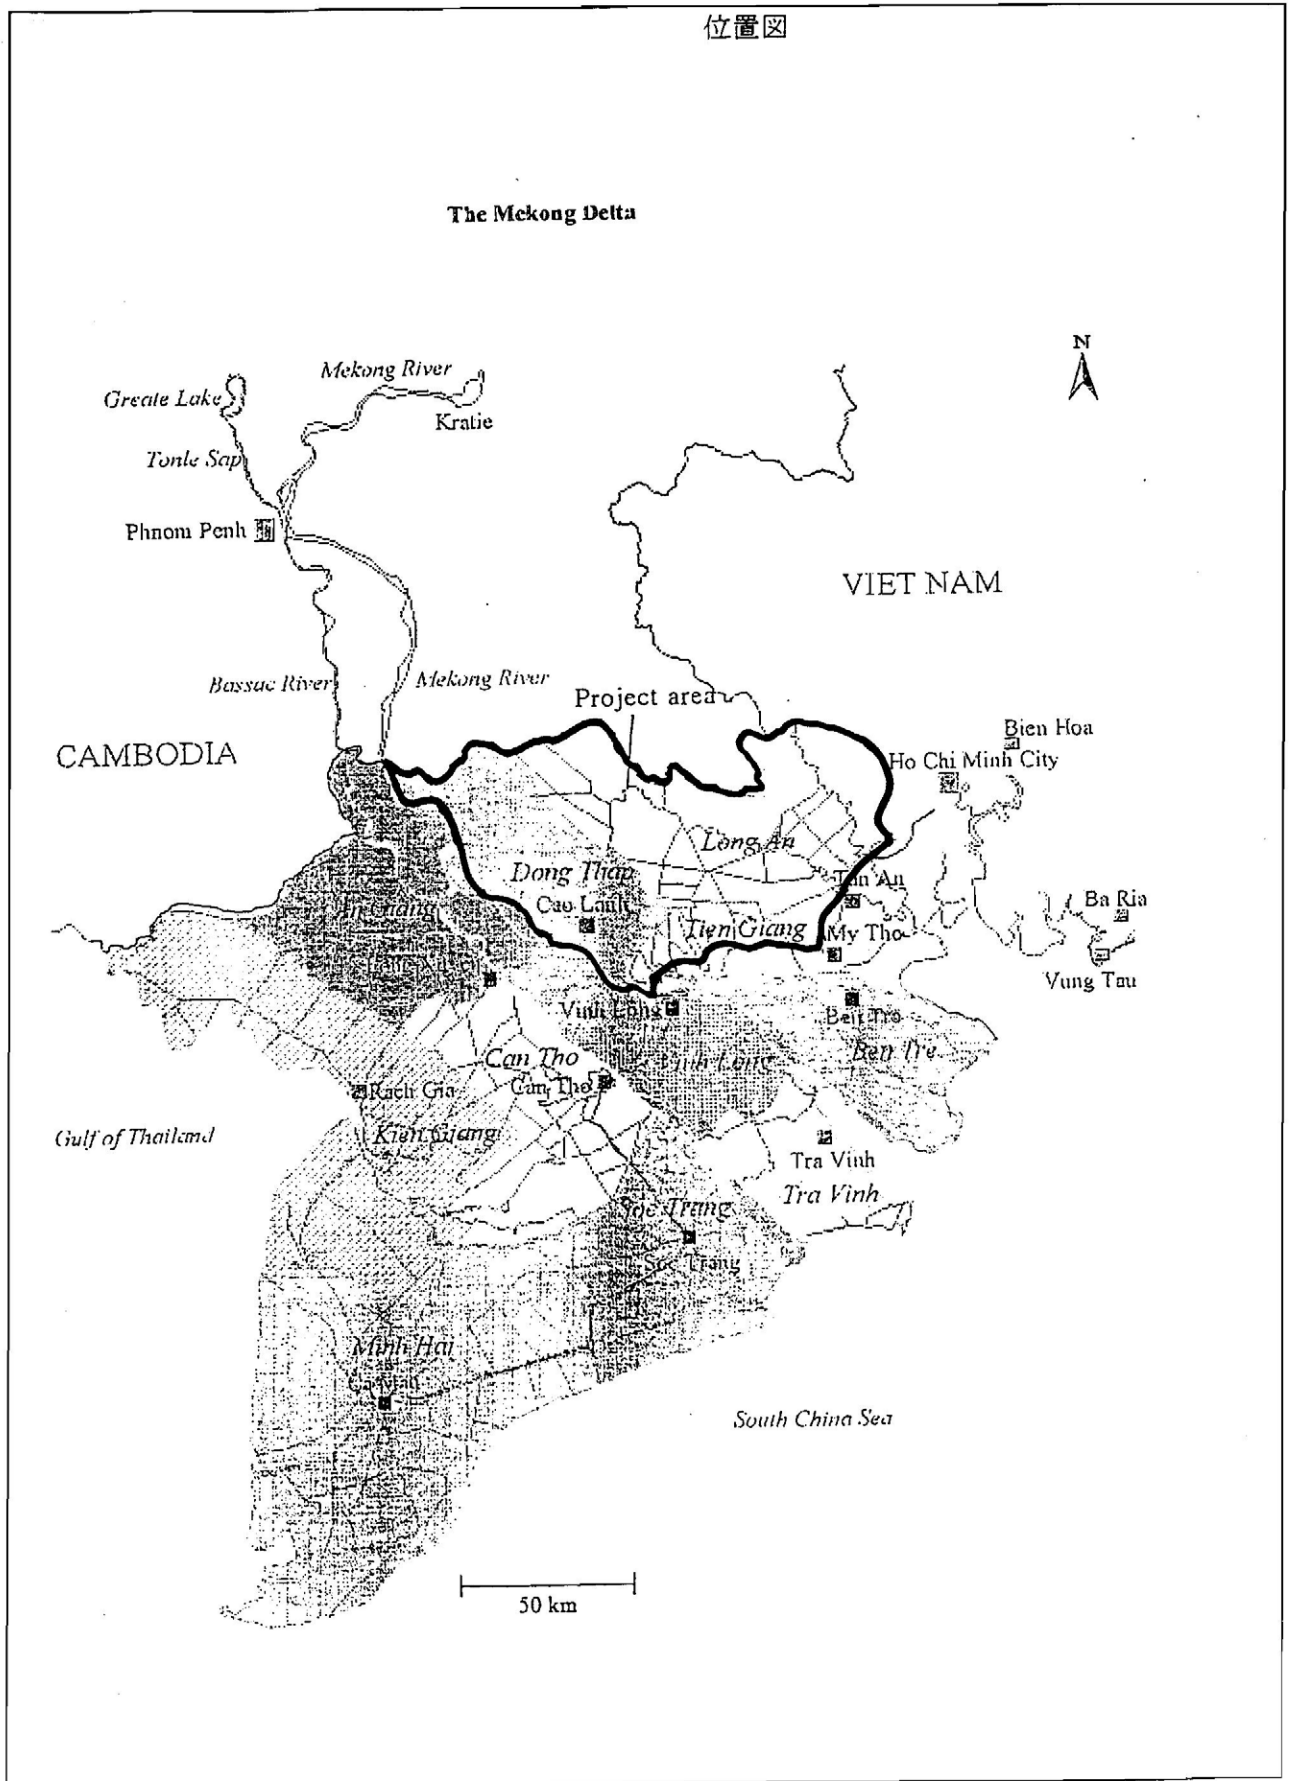 位置図
The Mekong Delta
N
Mekong River
Greate Lake
Kratie
Tonle Sap
Phnom Penh
VIET NAM
Bassac River
Mekong River
Project area
CAMBODIA
Bien Hoa
Ho Chi Minh City
Long An
Dong Thap
Tan An
Cao Lanh
An Giang
Ba Ria
Tien Giang
My Tho
Vung Tau
Vinh Long
Ben Tre
Can Tho
Vinh Long
Ben Tre
Can Tho
Rach Gia
Gulf of Thailand
Kien Giang
Tra Vinh
Tra Vinh
Soc Trang
Soc Trang
Minh Hai
South China Sea
50 km